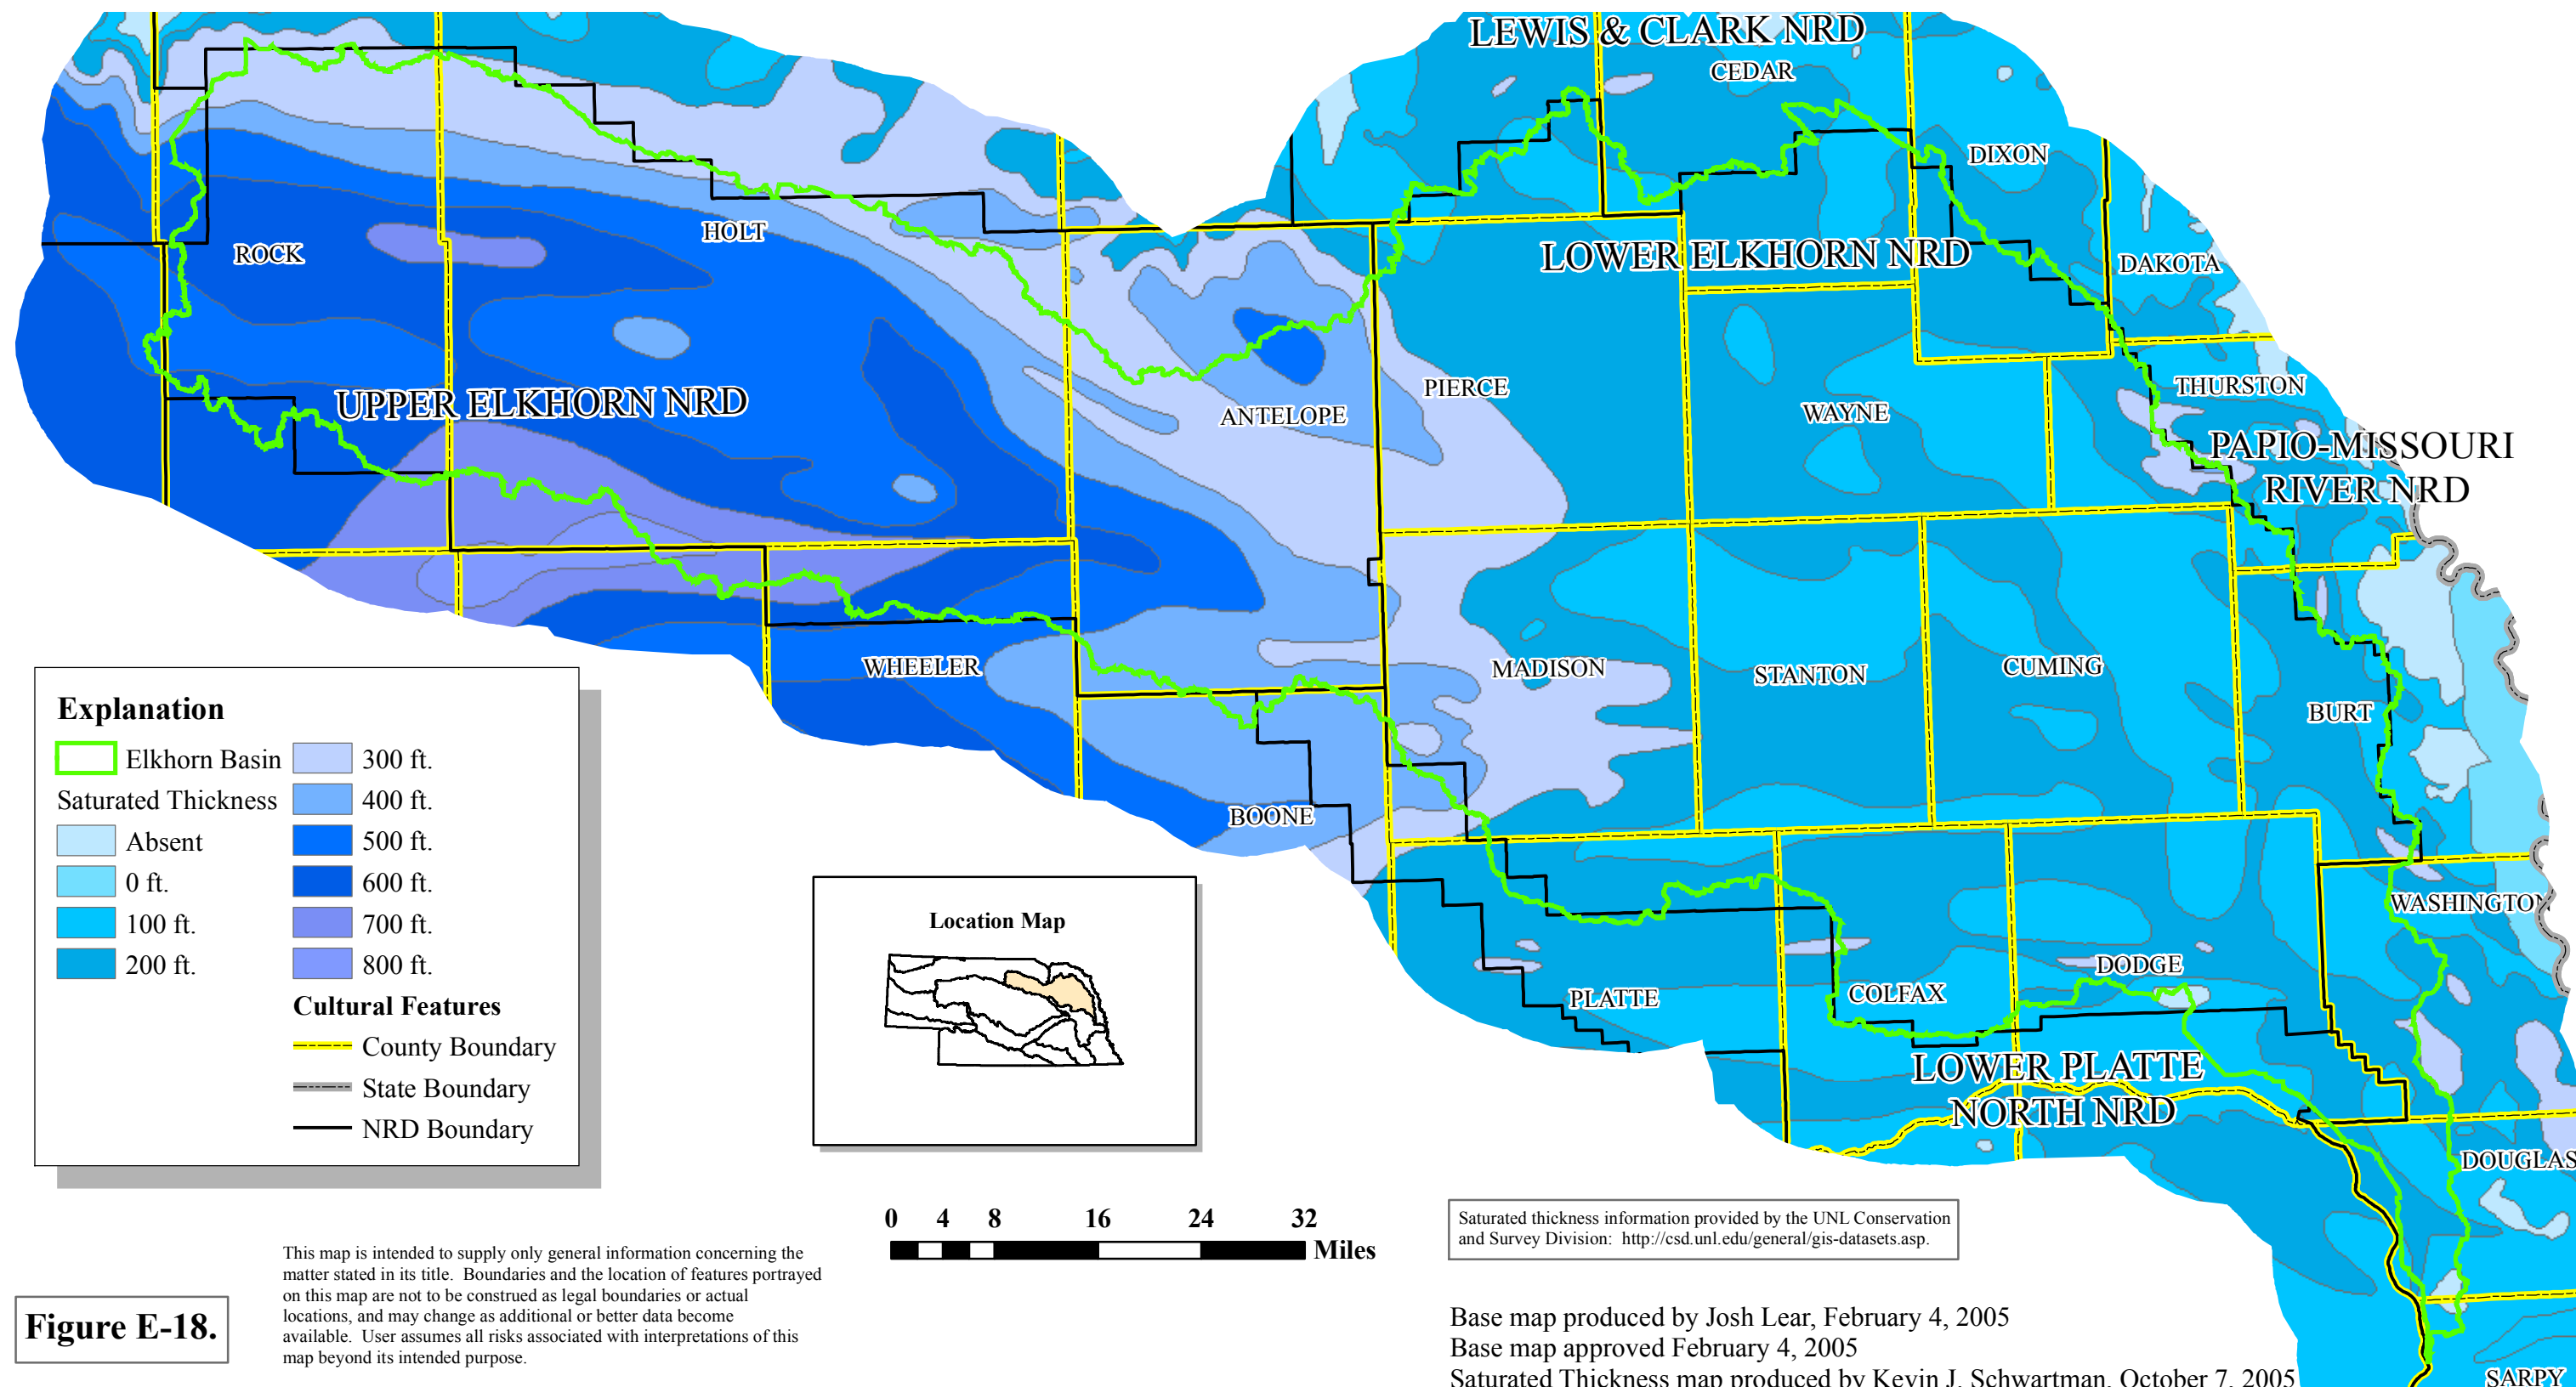 LEWIS & CLARK NRD
CEDAR
DIXON
HOLT
ROCK
LOWER ELKHORN NRD
DAKOTA
UPPER ELKHORN NRD
ANTELOPE
PIERCE
WAYNE
THURSTON
PAPIO-MISSOURI
RIVER NRD
WHEELER
MADISON
STANTON
CUMING
BURT
BOONE
WASHINGTON
PLATTE
COLFAX
DODGE
LOWER PLATTE
NORTH NRD
DOUGLAS
SARPY
Explanation
Elkhorn Basin
Saturated Thickness
Absent
0 ft.
100 ft.
200 ft.
300 ft.
400 ft.
500 ft.
600 ft.
700 ft.
800 ft.
Cultural Features
County Boundary
State Boundary
NRD Boundary
Location Map
0 4 8 16 24 32
Miles
Saturated thickness information provided by the UNL Conservation
and Survey Division: http://csd.unl.edu/general/gis-datasets.asp.
This map is intended to supply only general information concerning the
matter stated in its title. Boundaries and the location of features portrayed
on this map are not to be construed as legal boundaries or actual
locations, and may change as additional or better data become
available. User assumes all risks associated with interpretations of this
map beyond its intended purpose.
Figure E-18.
Base map produced by Josh Lear, February 4, 2005
Base map approved February 4, 2005
Saturated Thickness map produced by Kevin J. Schwartman, October 7, 2005